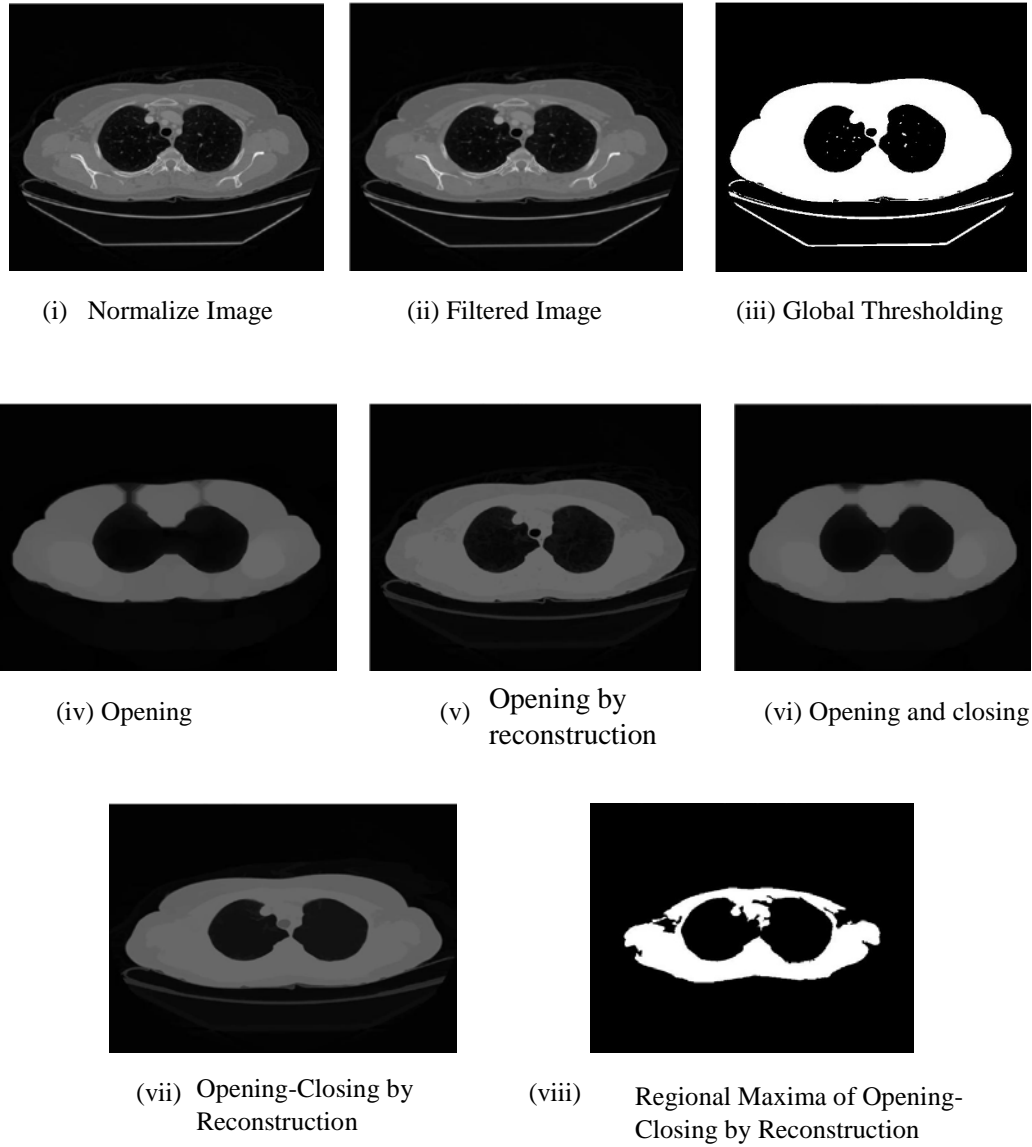 (i) Normalize Image
(ii) Filtered Image
(iii) Global Thresholding
(iv) Opening
(v) Opening by
reconstruction
(vi) Opening and closing
(vii) Opening-Closing by
Reconstruction
(viii) Regional Maxima of Opening-
Closing by Reconstruction